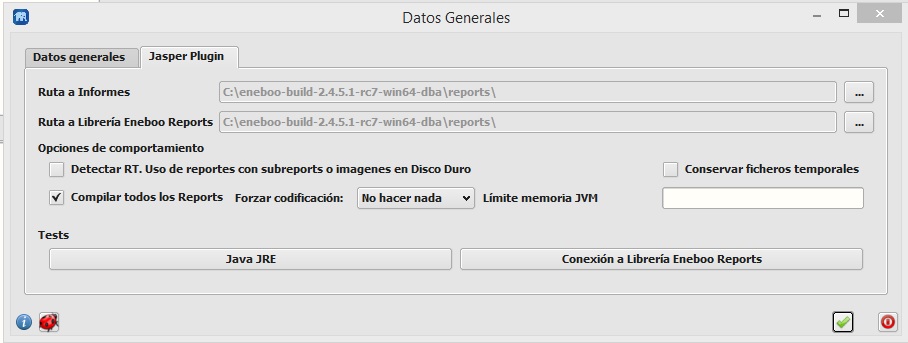 Datos Generales
Datos generales
Jasper Plugin
Ruta a Informes C:\eneboo-build-2.4.5.1-rc7-win64-dba\reports\ ...
Ruta a Librería Eneboo Reports C:\eneboo-build-2.4.5.1-rc7-win64-dba\reports\ ...
Opciones de comportamiento
Detectar RT. Uso de reportes con subreports o imagenes en Disco Duro Conservar ficheros temporales
Compilar todos los Reports Forzar codificación: No hacer nada Límite memoria JVM
Tests
Java JRE Conexión a Librería Eneboo Reports